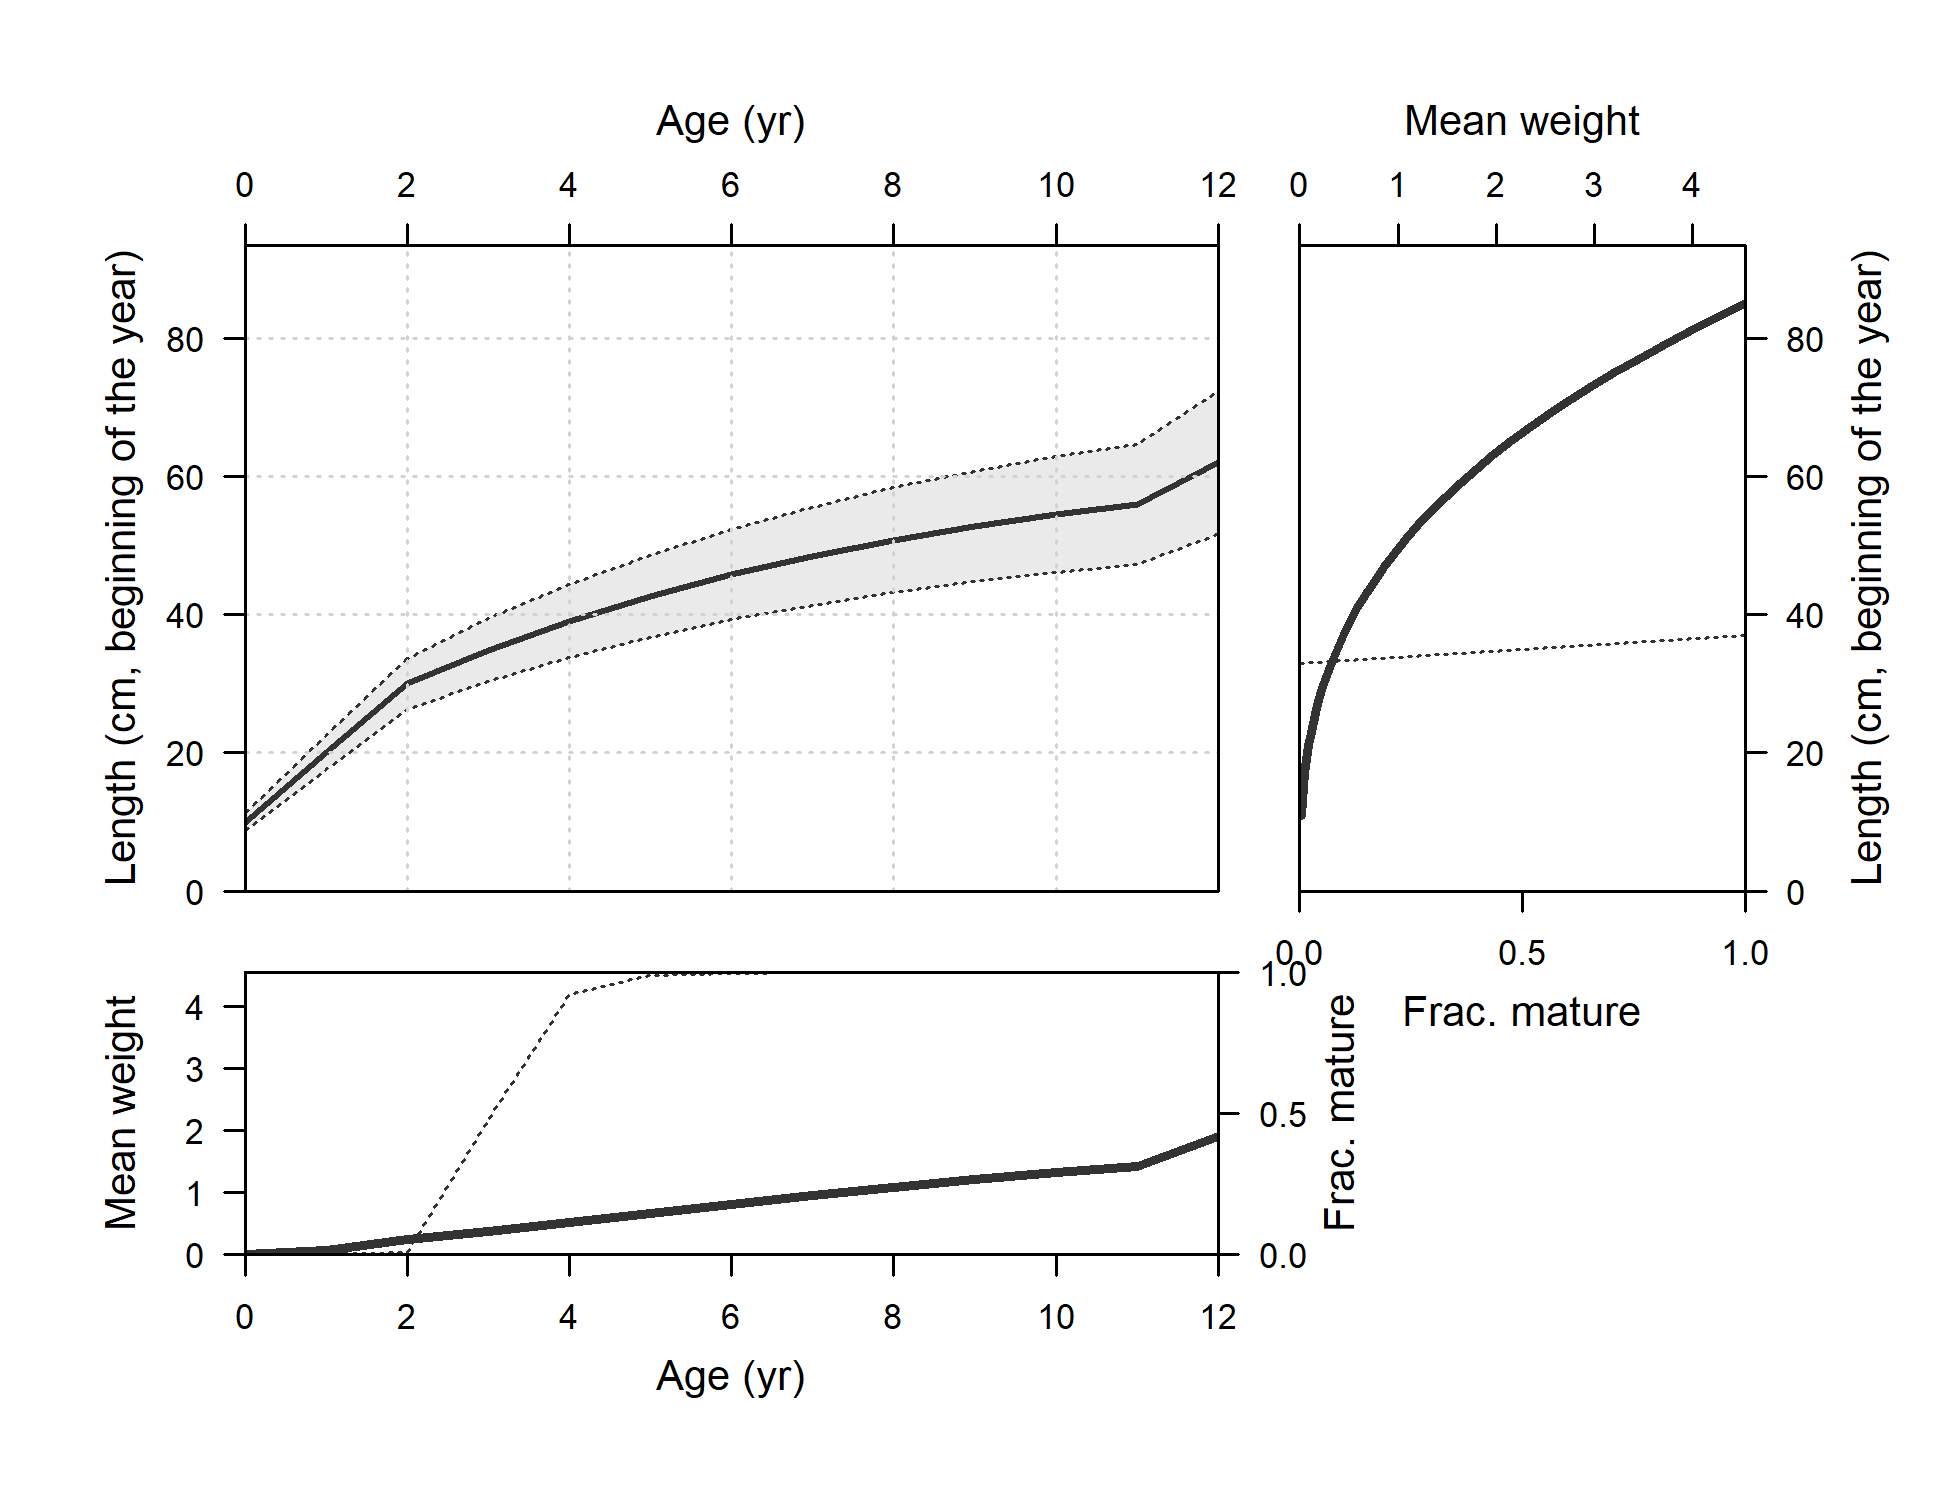 Age (yr)
0 2 4 6 8 10 12
Length (cm, beginning of the year)
80
60
40
20
0
Mean weight
0 1 2 3 4
Length (cm, beginning of the year)
80
60
40
20
0
0.0 0.5 1.0
Frac. mature
Mean weight
4
3
2
1
0
1.0
0.5
0.0
Frac. mature
0 2 4 6 8 10 12
Age (yr)